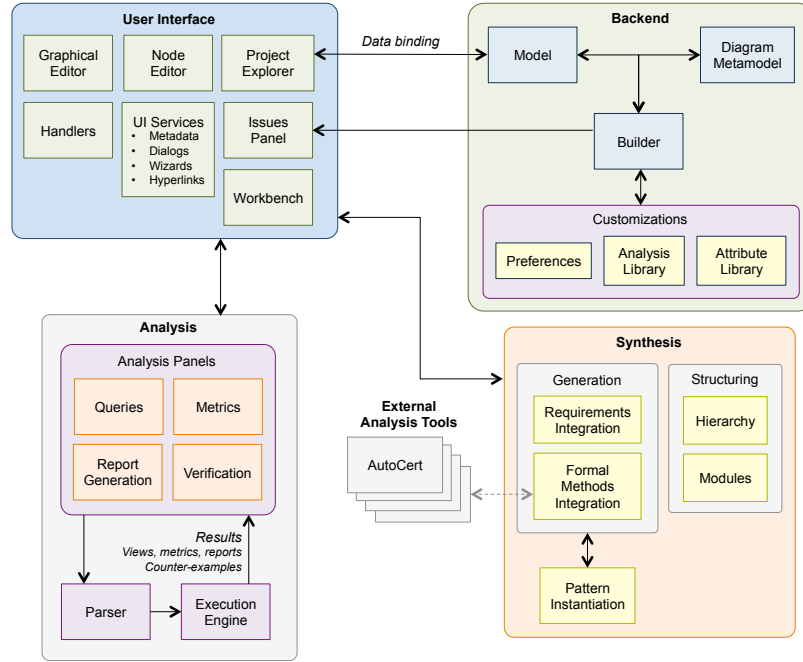 User Interface
Graphical
Editor
Node
Editor
Project
Explorer
Handlers
UI Services
• Metadata
• Dialogs
• Wizards
• Hyperlinks
Issues
Panel
Workbench
Data binding
Backend
Model
Diagram
Metamodel
Builder
Customizations
Preferences
Analysis
Library
Attribute
Library
Analysis
Analysis Panels
Queries
Metrics
Report
Generation
Verification
Results
Views, metrics, reports
Counter-examples
Parser
Execution
Engine
External
Analysis Tools
AutoCert
Synthesis
Generation
Requirements
Integration
Formal
Methods
Integration
Structuring
Hierarchy
Modules
Pattern
Instantiation